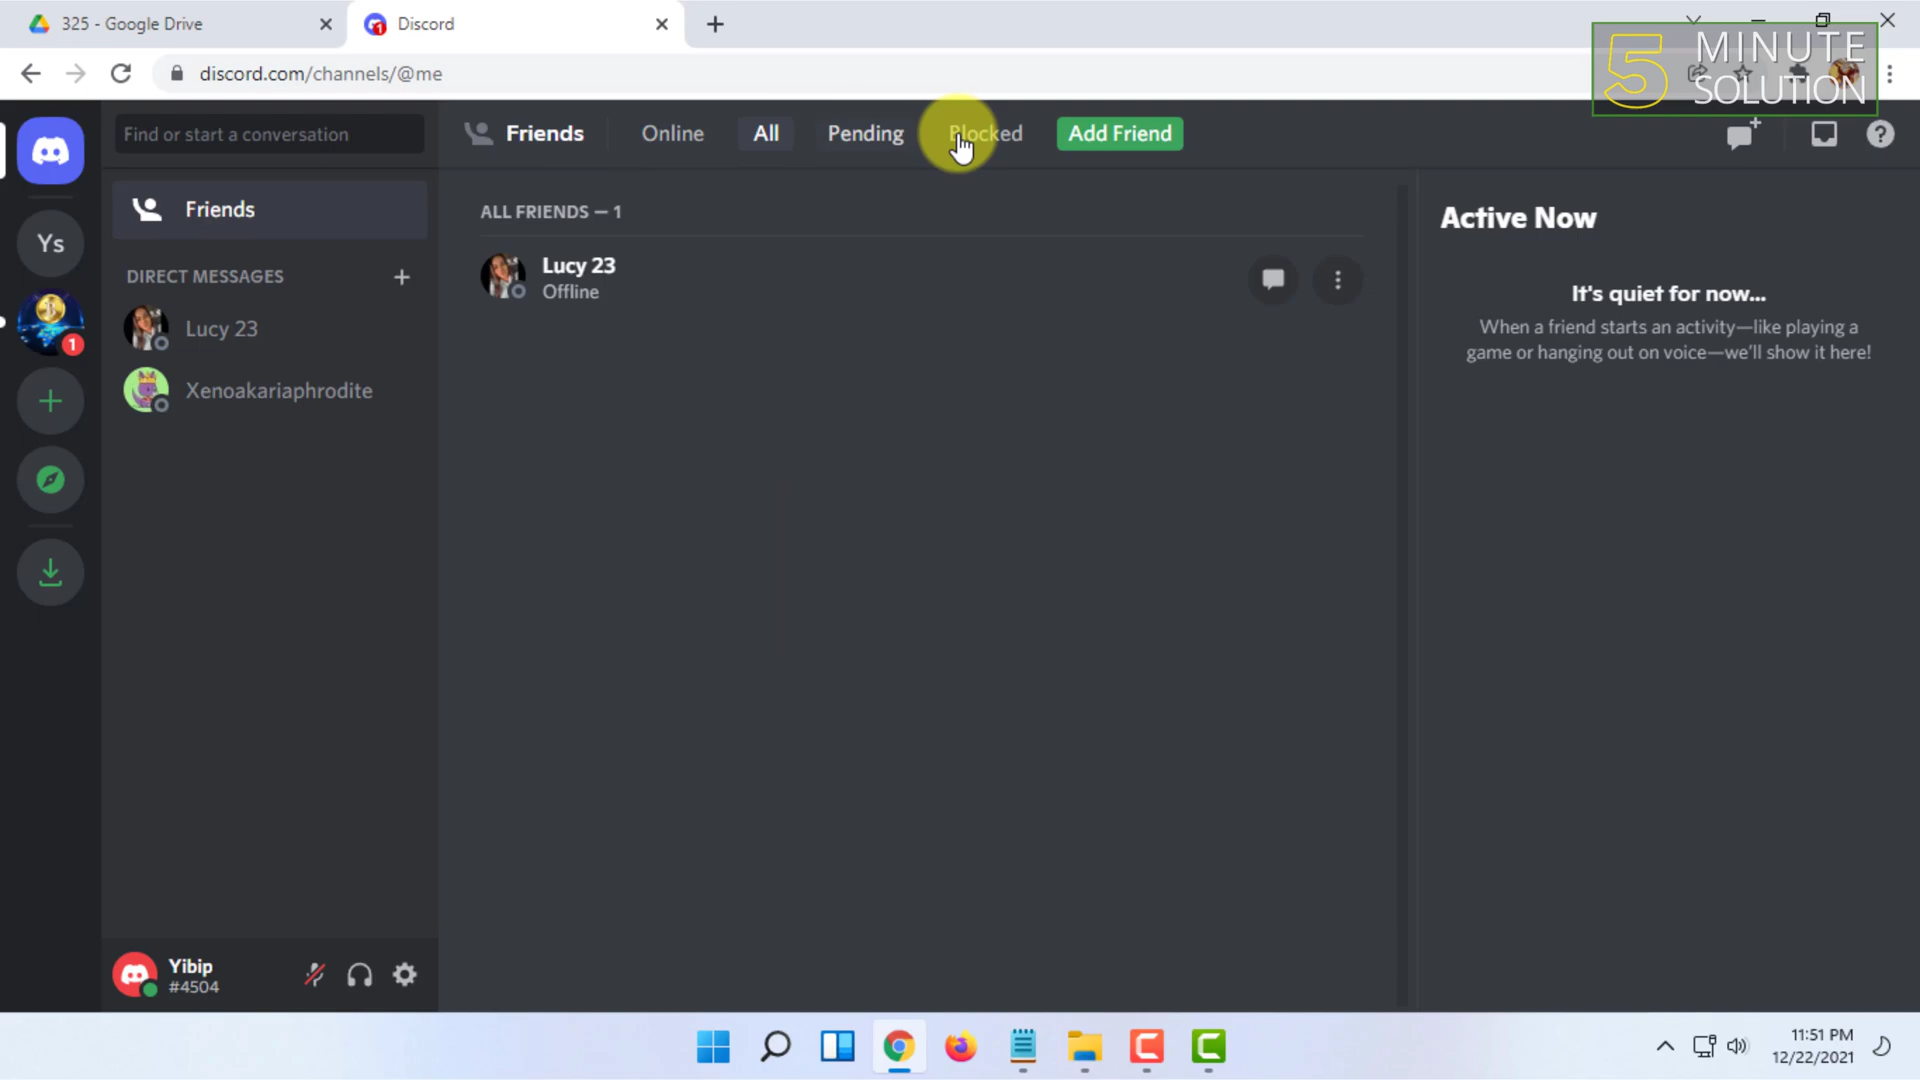 325 - Google Drive
Discord
discord.com/channels/@me
5 MINUTE
SOLUTION
Find or start a conversation
Friends
Online
All
Pending
Blocked
Add Friend
Friends
Ys
DIRECT MESSAGES
Lucy 23
1
Xenoakariaphrodite
ALL FRIENDS — 1
Lucy 23
Offline
Active Now
It's quiet for now...
When a friend starts an activity—like playing a
game or hanging out on voice—we'll show it here!
Yibip
#4504
11:51 PM
12/22/2021